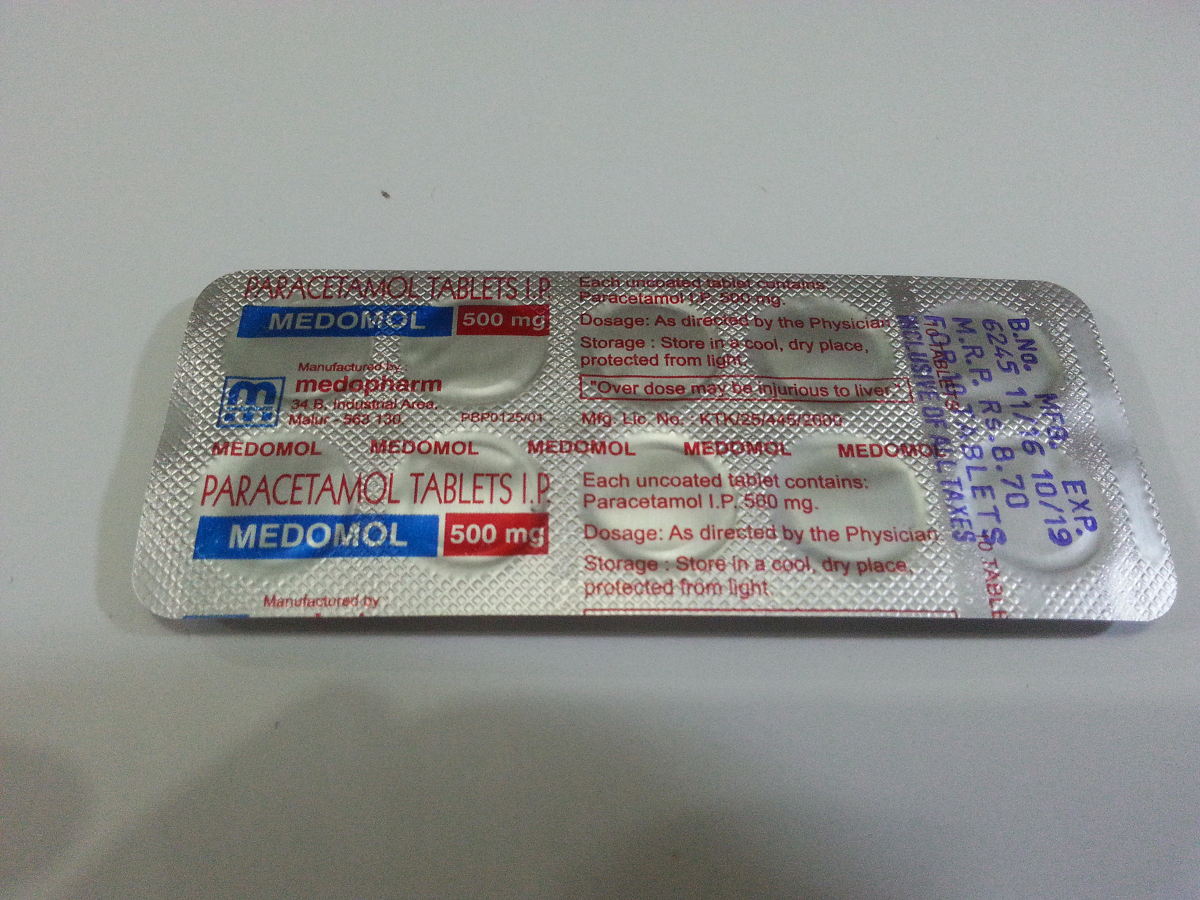 PARACETAMOL TABLETS I.P.
MEDOMOL 500 mg
Manufactured by :
medopharm
34 B, Industrial Area,
Malur - 563 130.
PBP0125/01
Each uncoated tablet contains:
Paracetamol I.P. 500 mg.
Dosage: As directed by the Physician
Storage : Store in a cool, dry place,
protected from light.
"Over dose may be injurious to liver."
Mfg. Lic. No. KTK/25/445/2000
MEDOMOL MEDOMOL MEDOMOL MEDOMOL MEDOMOL
PARACETAMOL TABLETS I.P.
MEDOMOL 500 mg
Manufactured by
Each uncoated tablet contains:
Paracetamol I.P. 500 mg.
Dosage: As directed by the Physician
Storage : Store in a cool, dry place,
protected from light.
B.No. MFG. EXP.
6245 11/16 10/19
M.R.P. Rs.8.70
FOR10 TABLETS
INCLUSIVE OF ALL TAXES
10 TABLETS
10 TABLE